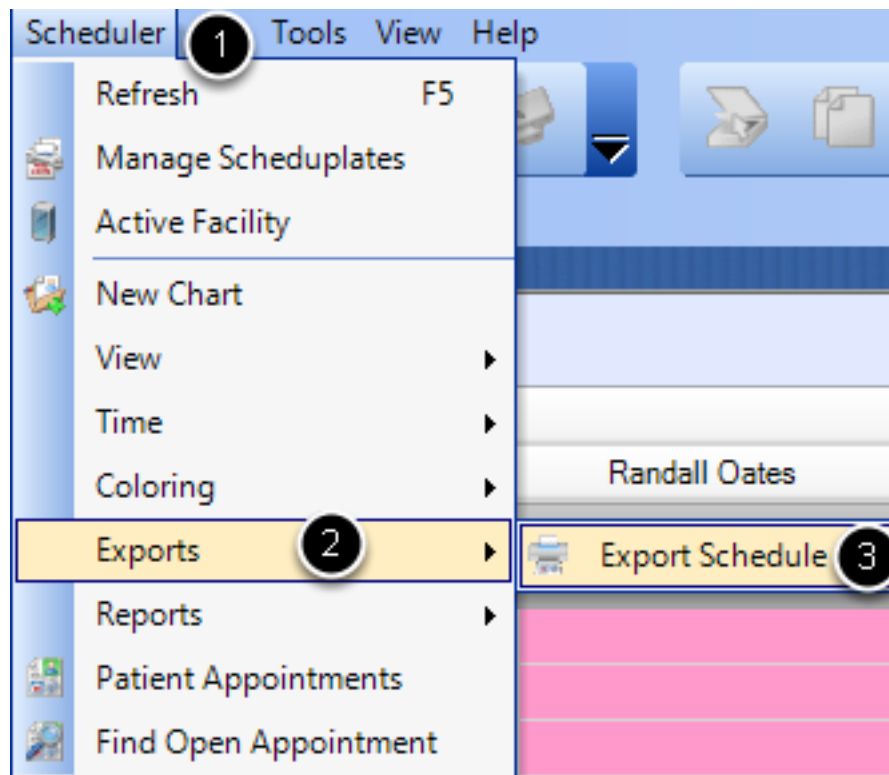 Scheduler 1 Tools View Help
Refresh F5
Manage Scheduplates
Active Facility
New Chart
View
Time
Randall Oates
Coloring
Exports 2 Export Schedule 3
Reports
Patient Appointments
Find Open Appointment